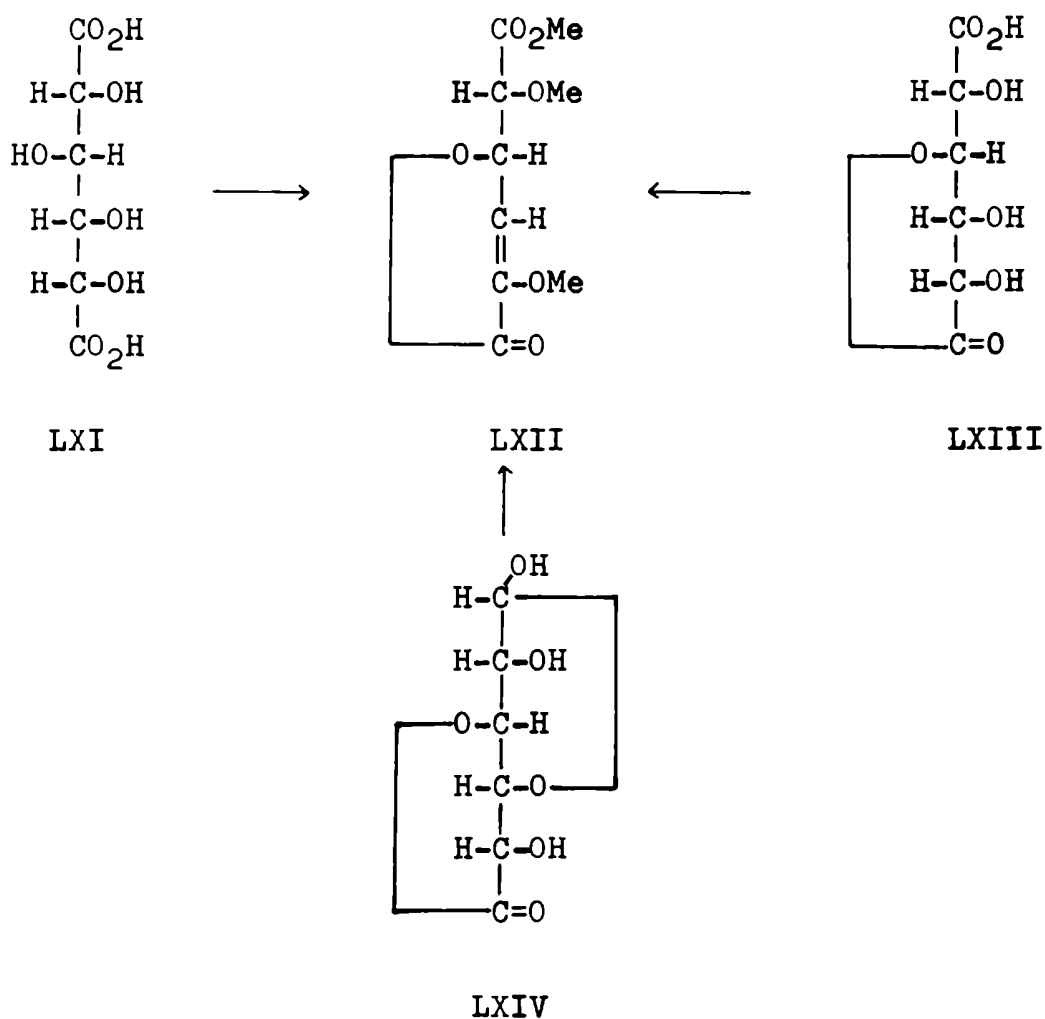 CO2Me
CO2H CO2H
H-C-OH H-C-OMe H-C-OH
HO-C-H O-C-H O-C-H
H-C-OH C-H H-C-OH
H-C-OH C-OMe H-C-OH
CO2H C=O C=O
LXI LXII LXIII
OH
H-C
H-C-OH
O-C-H
H-C-O
H-C-OH
C=O
LXIV